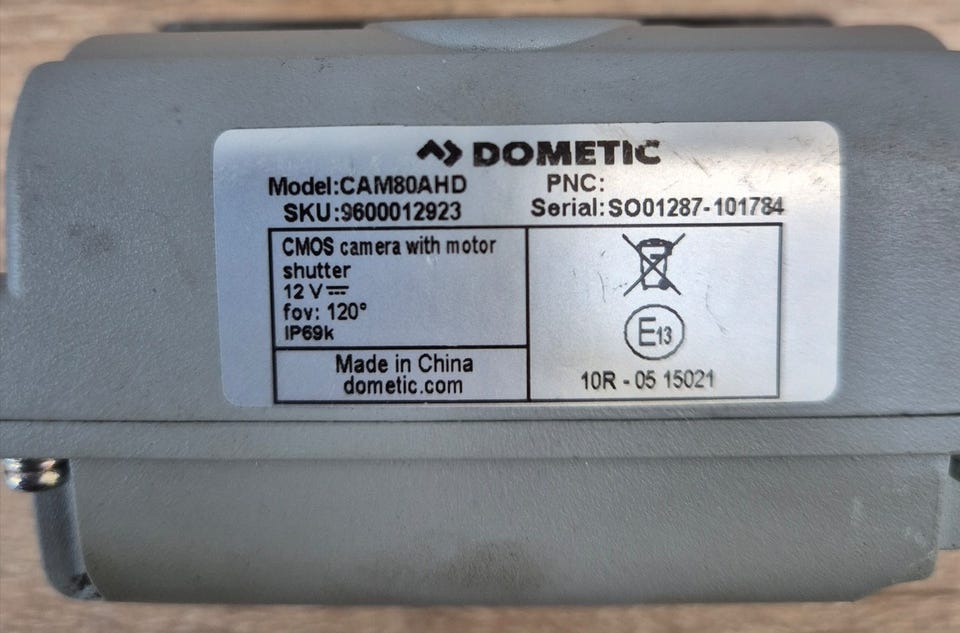 DOMETIC
Model:CAM80AHD
PNC:
SKU:9600012923
Serial:SO01287-101784
CMOS camera with motor
shutter
12 V⎓
fov: 120°
IP69k
Made in China
dometic.com
E13
10R - 05 15021